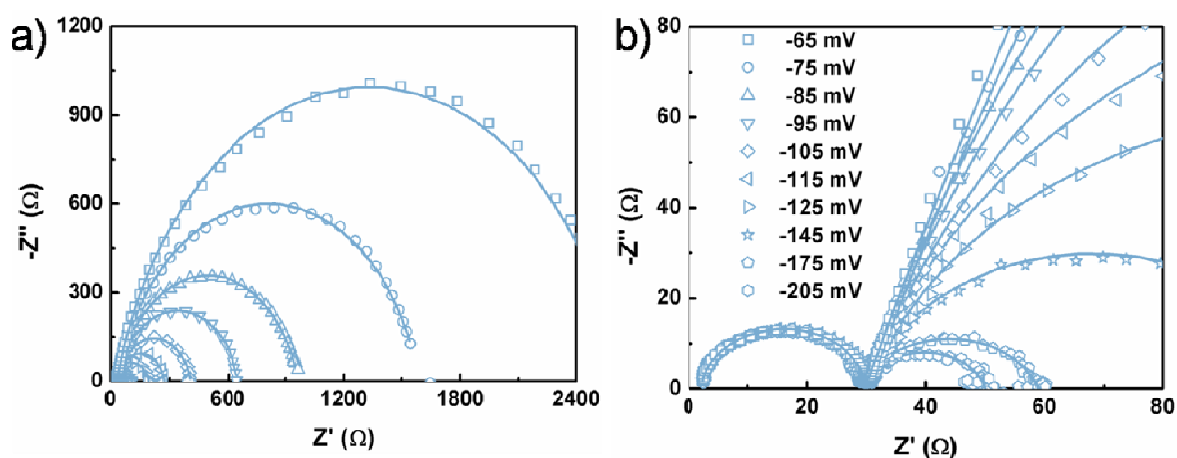 a)
1200
900
600
300
0
0
600
1200
1800
2400
-Z'' (Ω)
Z' (Ω)
b)
80
60
40
20
0
0
20
40
60
80
-Z'' (Ω)
Z' (Ω)
-65 mV
-75 mV
-85 mV
-95 mV
-105 mV
-115 mV
-125 mV
-145 mV
-175 mV
-205 mV